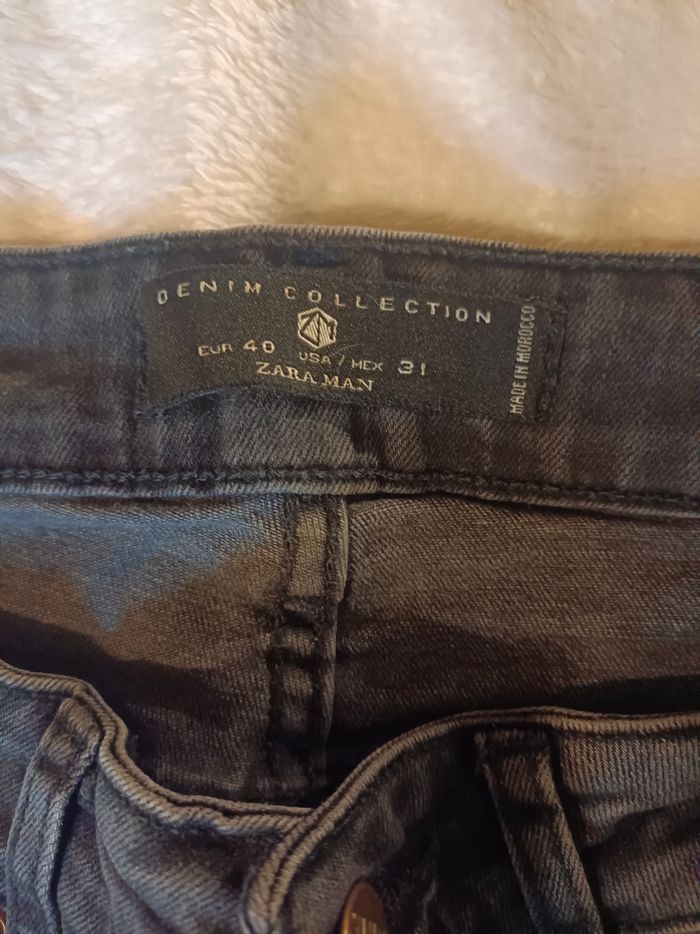 DENIM COLLECTION
EUR 40 USA / MEX 31
ZARA MAN
MADE IN MOROCCO